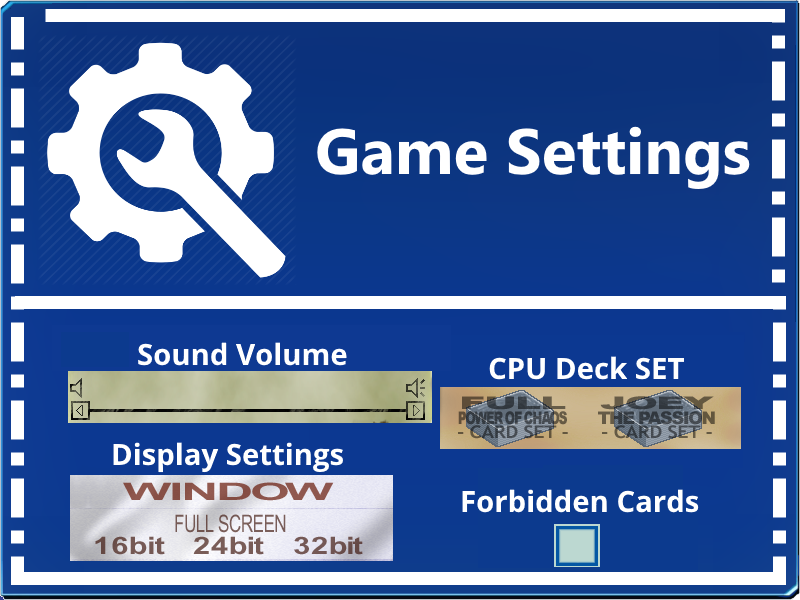 Game Settings
Sound Volume
CPU Deck SET
FULL
POWER OF CHAOS
- CARD SET -
JOEY
THE PASSION
- CARD SET -
Display Settings
WINDOW
FULL SCREEN
16bit 24bit 32bit
Forbidden Cards